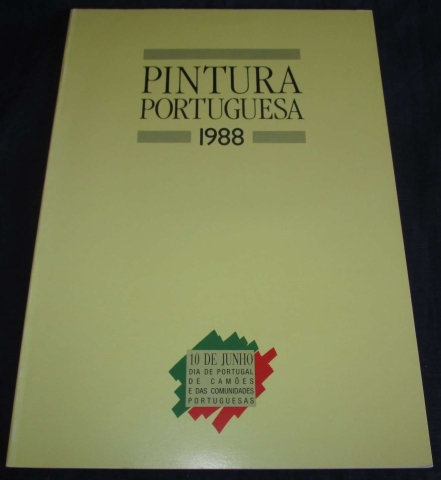 PINTURA
PORTUGUESA
1988
10 DE JUNHO
DIA DE PORTUGAL
DE CAMÕES
E DAS COMUNIDADES
PORTUGUESAS